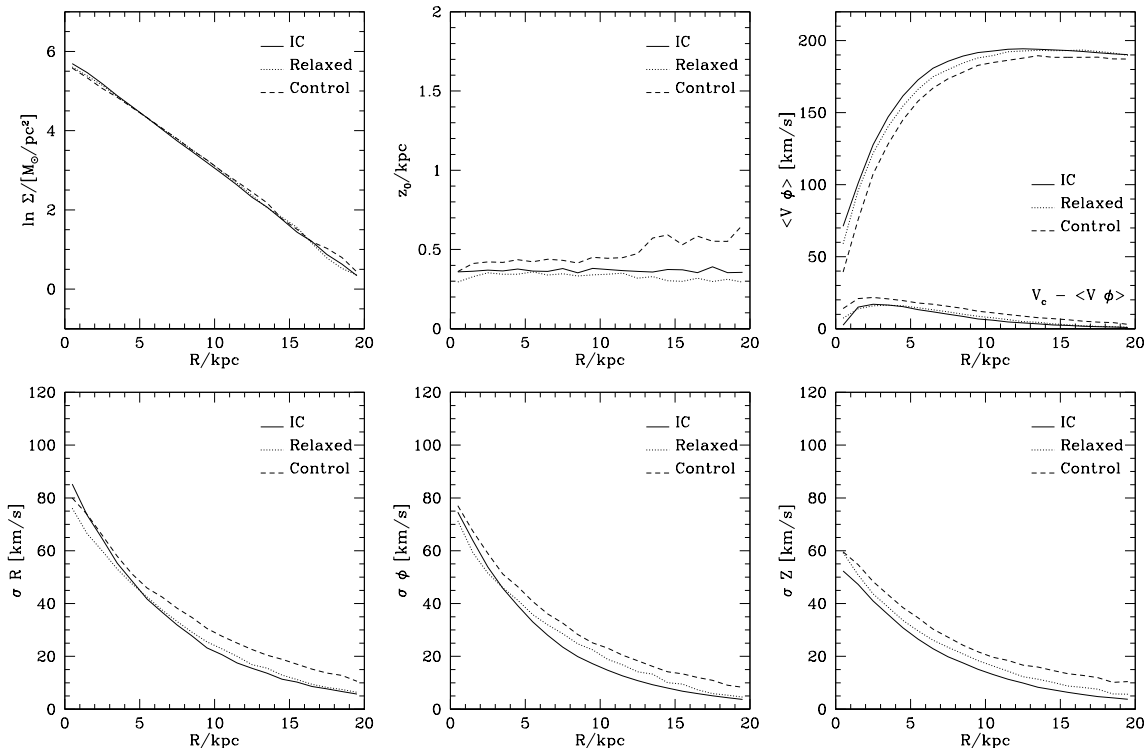 6
4
2
0
ln Σ/[M⊙/pc²]
IC
Relaxed
Control
0 5 10 15 20
R/kpc
2
1.5
1
0.5
0
z₀/kpc
IC
Relaxed
Control
0 5 10 15 20
R/kpc
200
150
100
50
0
<V ϕ> [km/s]
IC
Relaxed
Control
V_c − <V ϕ>
0 5 10 15 20
R/kpc
120
100
80
60
40
20
0
σ R [km/s]
IC
Relaxed
Control
0 5 10 15 20
R/kpc
120
100
80
60
40
20
0
σ ϕ [km/s]
IC
Relaxed
Control
0 5 10 15 20
R/kpc
120
100
80
60
40
20
0
σ Z [km/s]
IC
Relaxed
Control
0 5 10 15 20
R/kpc